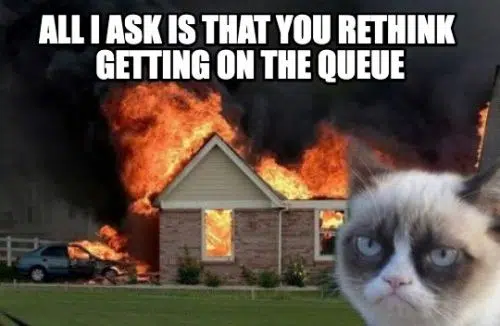 ALL I ASK IS THAT YOU RETHINK
GETTING ON THE QUEUE